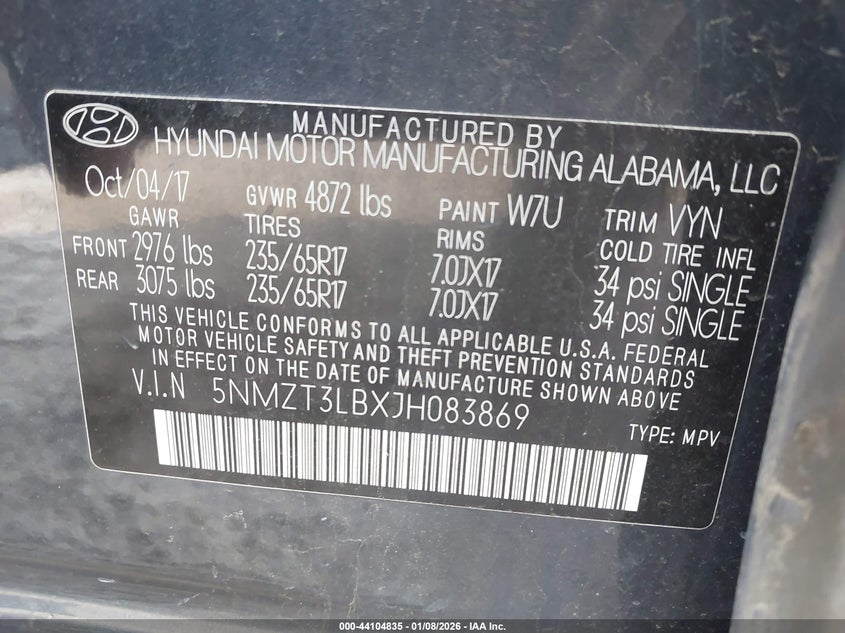 MANUFACTURED BY
HYUNDAI MOTOR MANUFACTURING ALABAMA, LLC
Oct/04/17 GVWR 4872 lbs PAINT W7U TRIM VYN
GAWR TIRES RIMS COLD TIRE INFL
FRONT 2976 lbs 235/65R17 7.0JX17 34 psi SINGLE
REAR 3075 lbs 235/65R17 7.0JX17 34 psi SINGLE
THIS VEHICLE CONFORMS TO ALL APPLICABLE U.S.A. FEDERAL
MOTOR VEHICLE SAFETY AND THEFT PREVENTION STANDARDS
IN EFFECT ON THE DATE OF MANUFACTURE SHOWN ABOVE
V.I.N 5NMZT3LBXJH083869
TYPE: MPV
000-44104835 - 01/08/2026 - IAA Inc.